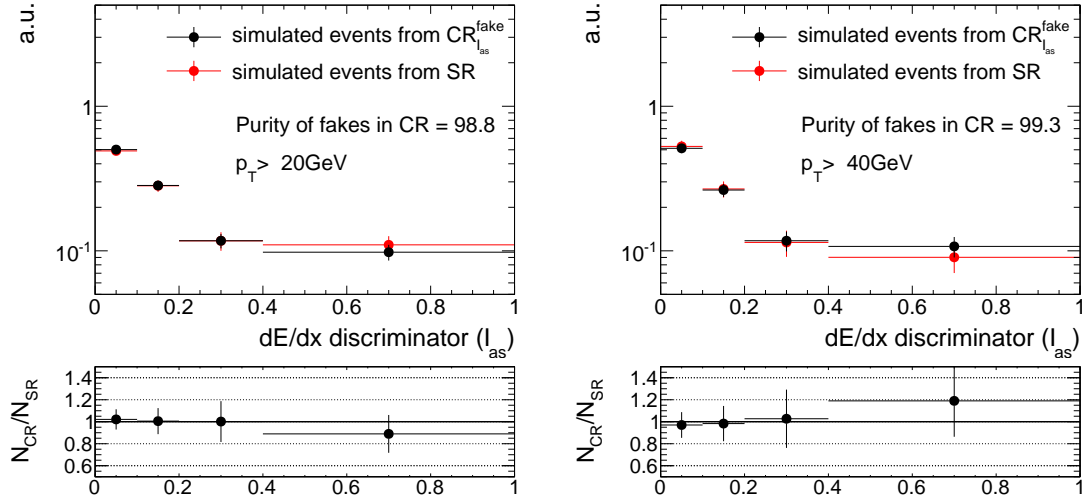 a.u.
simulated events from CR^fake_I_as
simulated events from SR
Purity of fakes in CR = 98.8
p_T > 20GeV
1
10^-1
0 0.2 0.4 0.6 0.8 1
dE/dx discriminator (I_as)
N_CR/N_SR
1.4
1.2
1
0.8
0.6
0 0.2 0.4 0.6 0.8 1
a.u.
simulated events from CR^fake_I_as
simulated events from SR
Purity of fakes in CR = 99.3
p_T > 40GeV
1
10^-1
0 0.2 0.4 0.6 0.8 1
dE/dx discriminator (I_as)
N_CR/N_SR
1.4
1.2
1
0.8
0.6
0 0.2 0.4 0.6 0.8 1